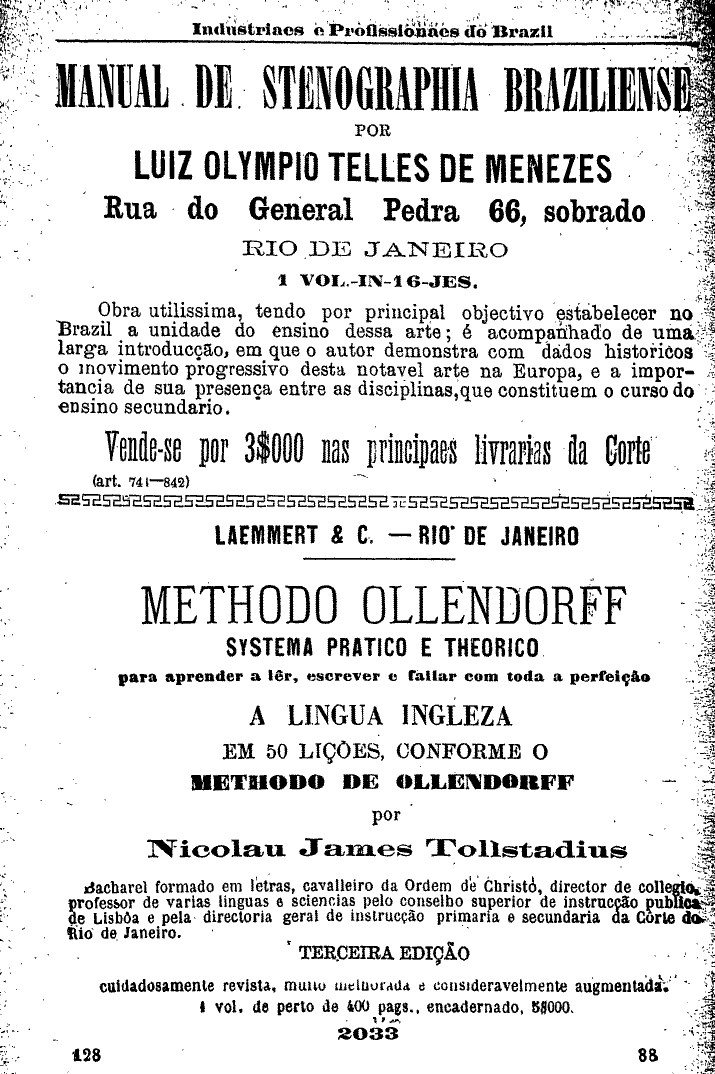 Industriaes e Profissionaes do Brazil
MANUAL DE STENOGRAPHIA BRAZILIENSE
POR
LUIZ OLYMPIO TELLES DE MENEZES
Rua do General Pedra 66, sobrado
RIO DE JANEIRO
1 VOL.-IN-16-JES.
Obra utilissima, tendo por principal objectivo estabelecer no
Brazil a unidade do ensino dessa arte; é acompanhado de uma
larga introducção, em que o autor demonstra com dados historicos
o movimento progressivo desta notavel arte na Europa, e a impor-
tancia de sua presença entre as disciplinas, que constituem o curso do
ensino secundario.
Vende-se por 3$000 nas principaes livrarias da Corte
(art. 741—842)
LAEMMERT & C. — RIO DE JANEIRO
METHODO OLLENDORFF
SYSTEMA PRATICO E THEORICO
para aprender a lêr, escrever e fallar com toda a perfeição
A LINGUA INGLEZA
EM 50 LIÇÕES, CONFORME O
METHODO DE OLLENDORFF
por
Nicolau James Tollstadius
Bacharel formado em letras, cavalleiro da Ordem de Christo, director de collegio,
professor de varias linguas e sciencias pelo conselho superior de instrucção publica
de Lisbôa e pela directoria geral de instrucção primaria e secundaria da Côrte do
Rio de Janeiro.
TERCEIRA EDIÇÃO
cuidadosamente revista, muito melhorada e consideravelmente augmentada.
1 vol. de perto de 400 pags., encadernado, 5$000.
2033
128 88